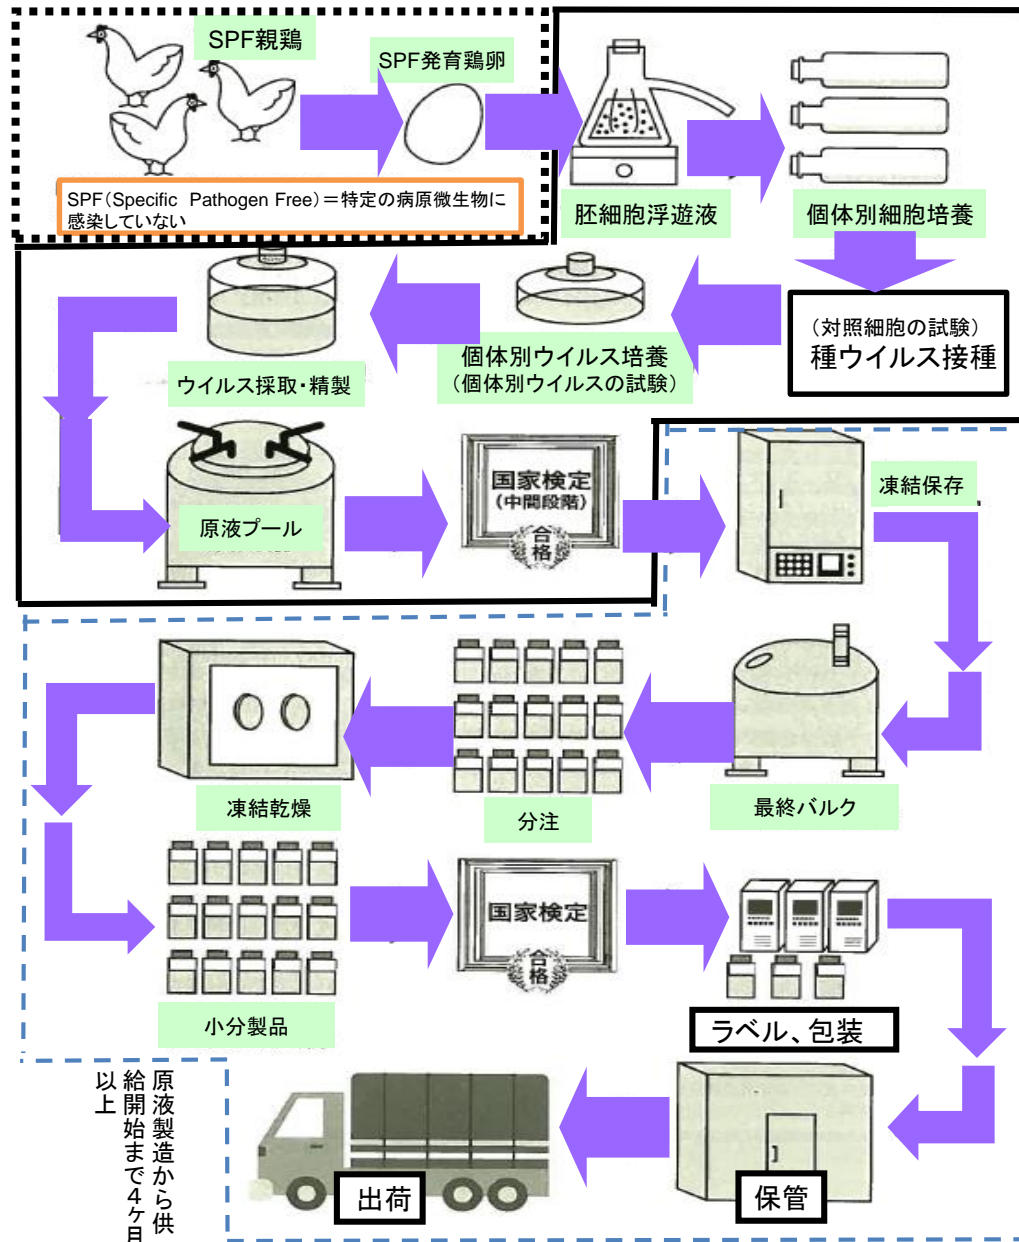 SPF親鶏
SPF発育鶏卵
SPF（Specific Pathogen Free）＝特定の病原微生物に
感染していない
胚細胞浮遊液
個体別細胞培養
（対照細胞の試験）
種ウイルス接種
個体別ウイルス培養
（個体別ウイルスの試験）
ウイルス採取・精製
原液プール
国家検定
（中間段階）
合格
凍結保存
最終バルク
分注
凍結乾燥
小分製品
国家検定
合格
ラベル、包装
保管
出荷
原液製造から供
給開始まで４ヶ月
以上